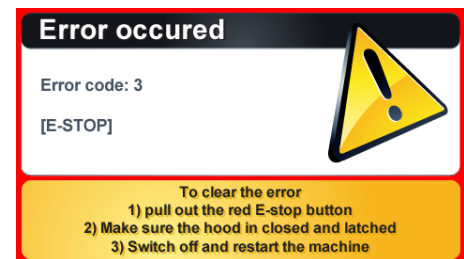 Error occured
Error code: 3
[E-STOP]
To clear the error
1) pull out the red E-stop button
2) Make sure the hood in closed and latched
3) Switch off and restart the machine